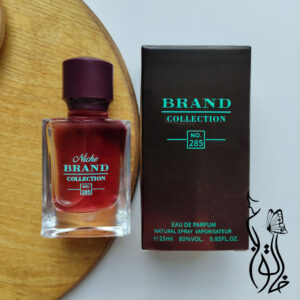 Niche
BRAND
COLLECTION
NO.
285
BRAND
COLLECTION
NO.
285
EAU DE PARFUM
NATURAL SPRAY VAPORISATEUR
℮25ml 80%VOL. 0.85FL.OZ.